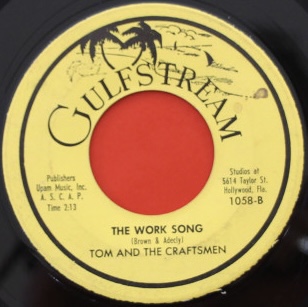 GULFSTREAM
Publishers
Upam Music, Inc.
A. S. C. A. P.
Time 2:13
Studios at
5614 Taylor St.
Hollywood, Fla.
1058-B
THE WORK SONG
(Brown & Adecly)
TOM AND THE CRAFTSMEN